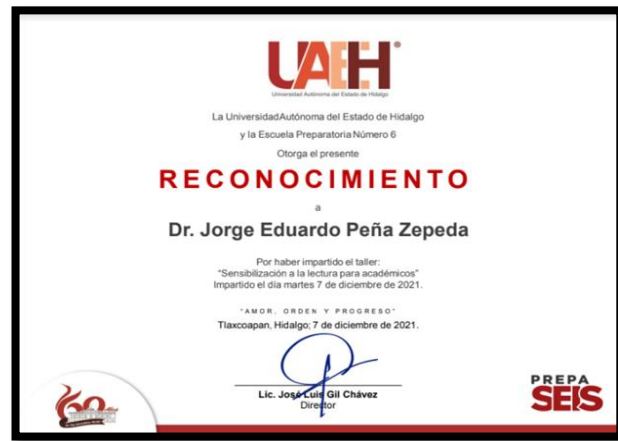 UAEH
Universidad Autónoma del Estado de Hidalgo
La UniversidadAutónoma del Estado de Hidalgo
y la Escuela Preparatoria Número 6
Otorga el presente
RECONOCIMIENTO
a
Dr. Jorge Eduardo Peña Zepeda
Por haber impartido el taller:
"Sensibilización a la lectura para académicos"
Impartido el día martes 7 de diciembre de 2021.
"AMOR, ORDEN Y PROGRESO"
Tlaxcoapan, Hidalgo; 7 de diciembre de 2021.
Lic. José Luis Gil Chávez
Director
60
PREPA
SEIS